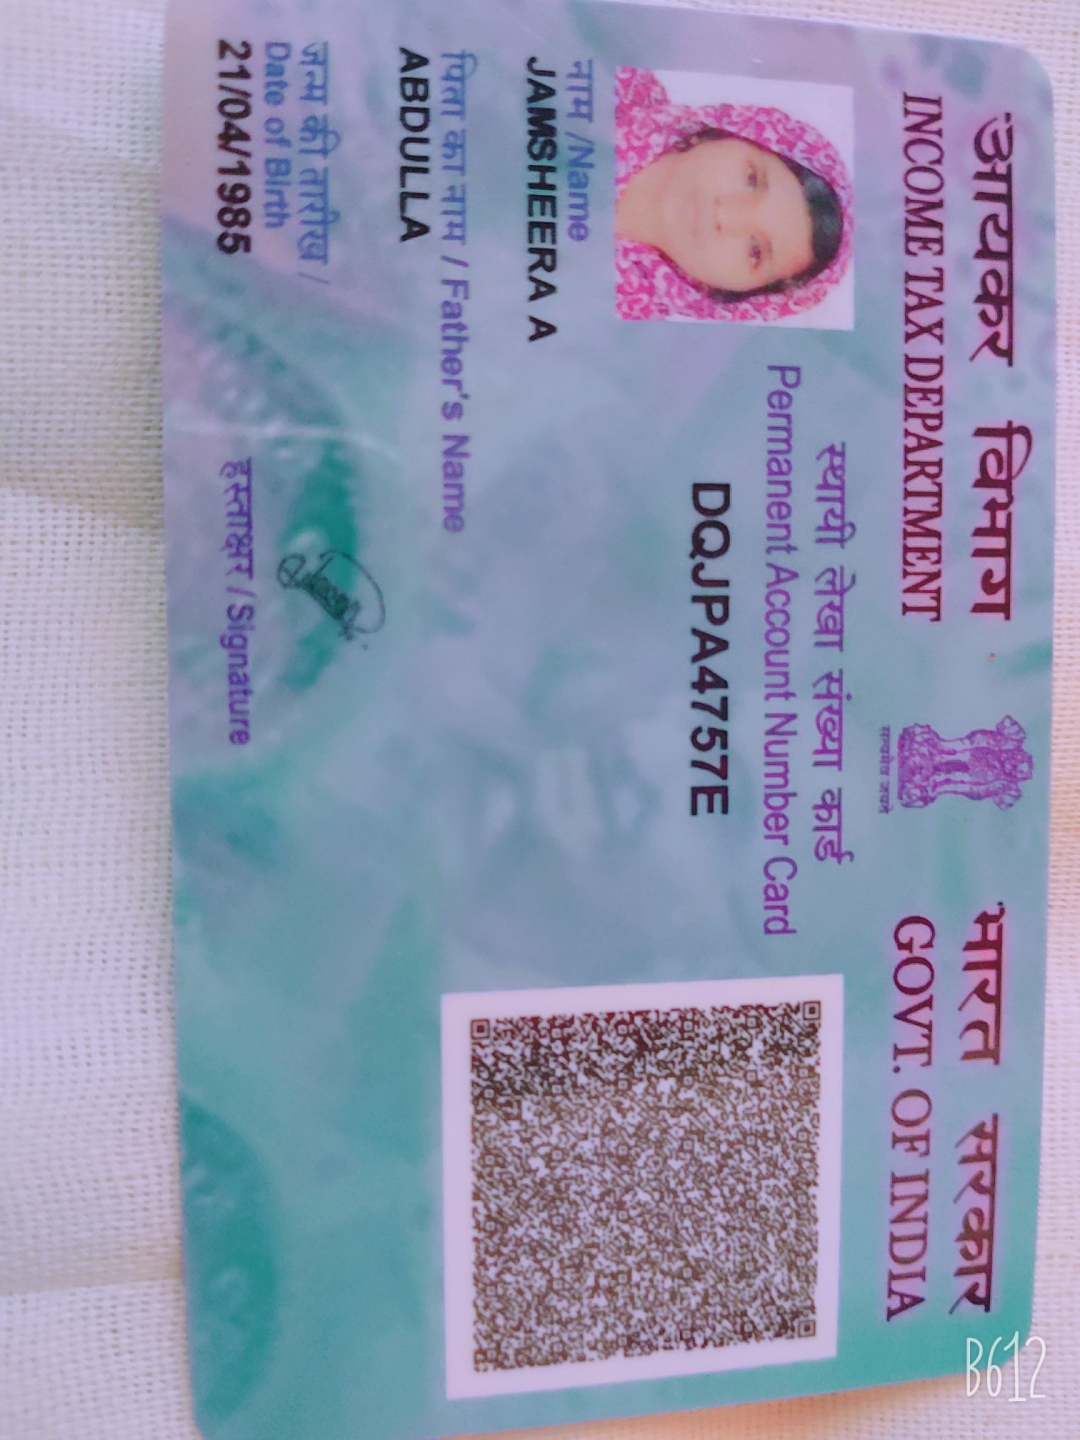 आयकर विभाग
INCOME TAX DEPARTMENT
सत्यमेव जयते
भारत सरकार
GOVT. OF INDIA
स्थायी लेखा संख्या कार्ड
Permanent Account Number Card
DQJPA4757E
नाम /Name
JAMSHEERA A
पिता का नाम / Father's Name
ABDULLA
जन्म की तारीख /
Date of Birth
21/04/1985
हस्ताक्षर / Signature
B612